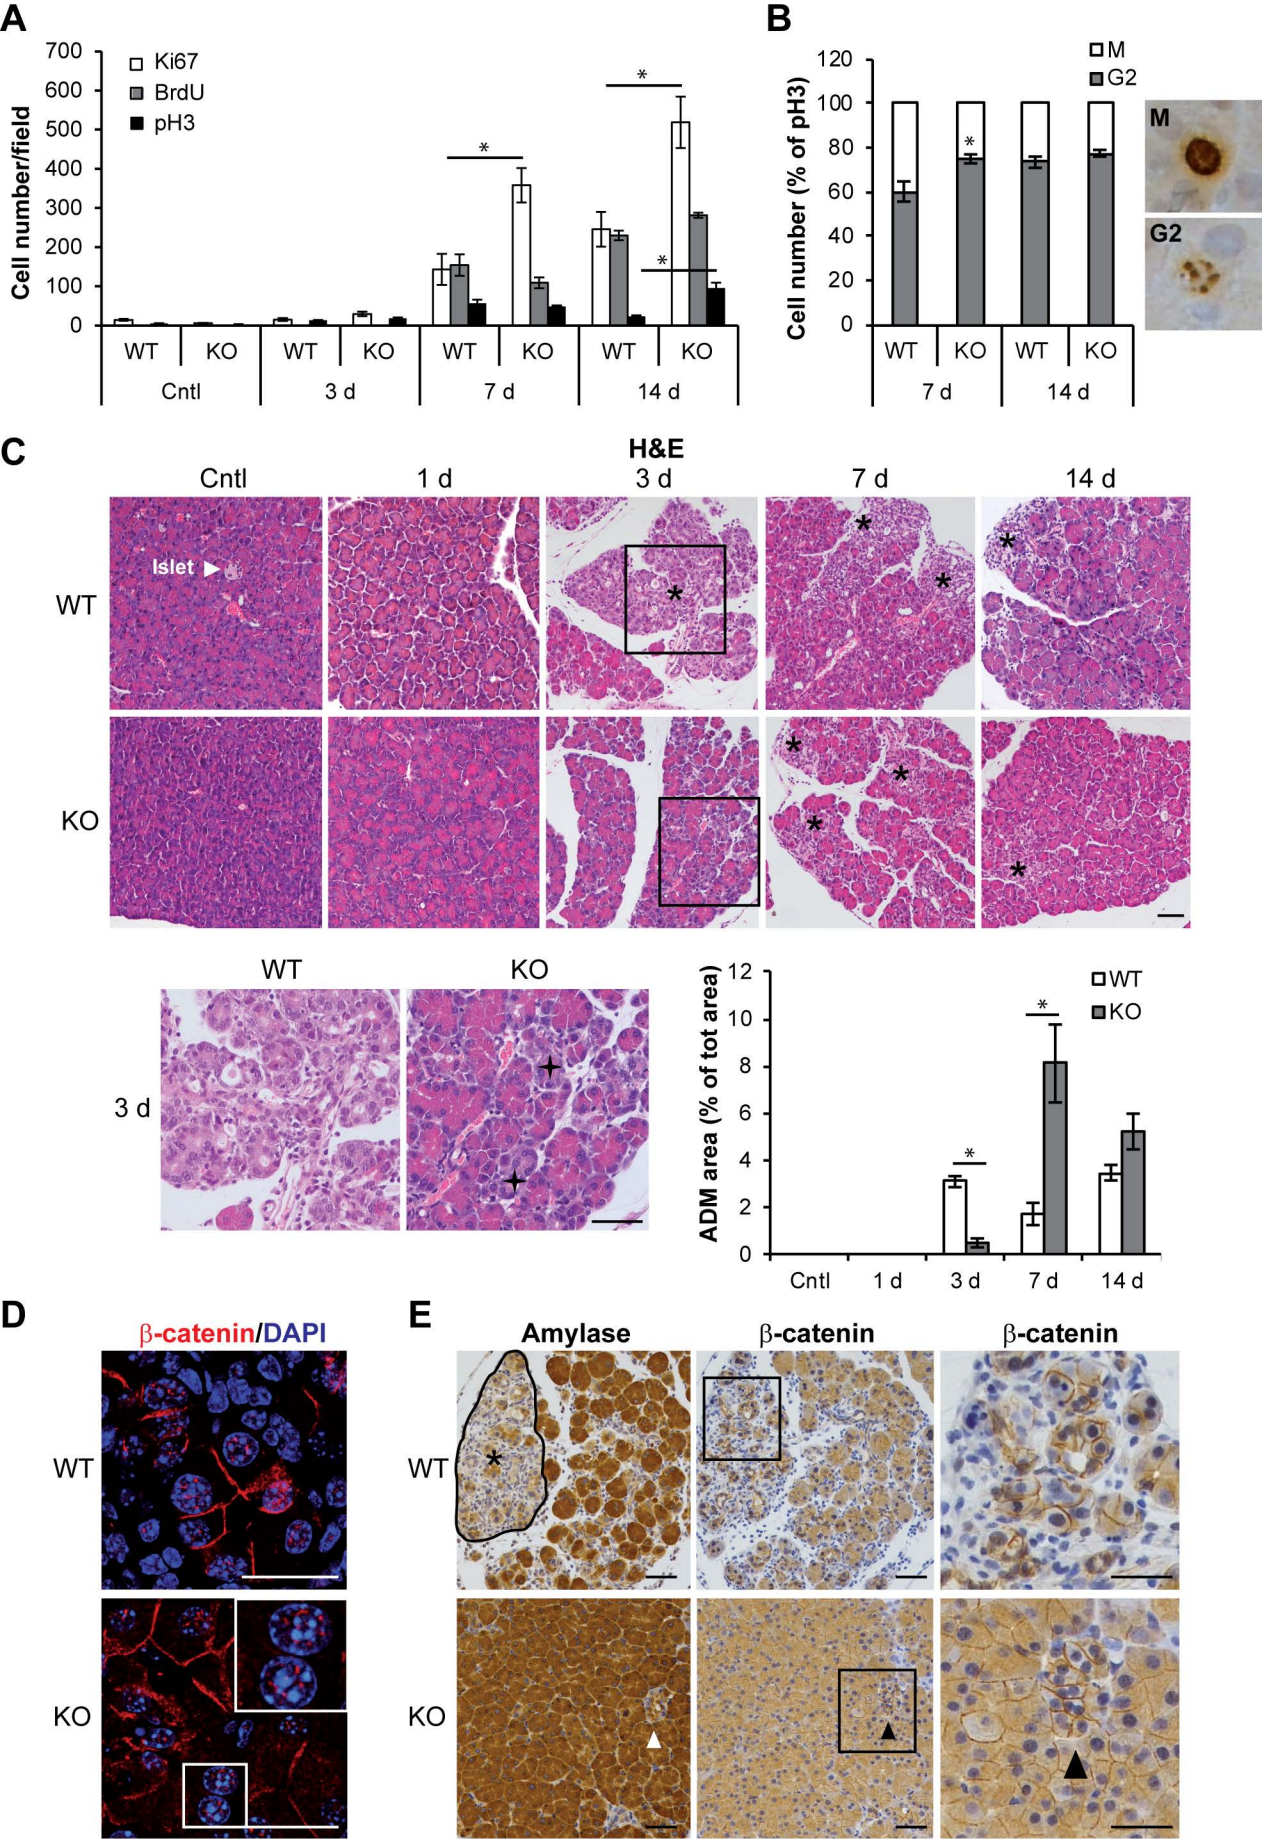 A
700
600
500
400
300
200
100
0
Cell number/field
Ki67
BrdU
pH3
*
*
*
WT KO WT KO WT KO WT KO
Cntl 3 d 7 d 14 d
B
120
100
80
60
40
20
0
Cell number (% of pH3)
M
G2
*
WT KO WT KO
7 d 14 d
M
G2
C
H&E
Cntl 1 d 3 d 7 d 14 d
WT
Islet
*
*
*
*
KO
*
*
*
*
WT KO
3 d
12
10
8
6
4
2
0
ADM area (% of tot area)
WT
KO
*
*
Cntl 1 d 3 d 7 d 14 d
D
β-catenin/DAPI
WT
KO
E
Amylase β-catenin β-catenin
WT
*
KO